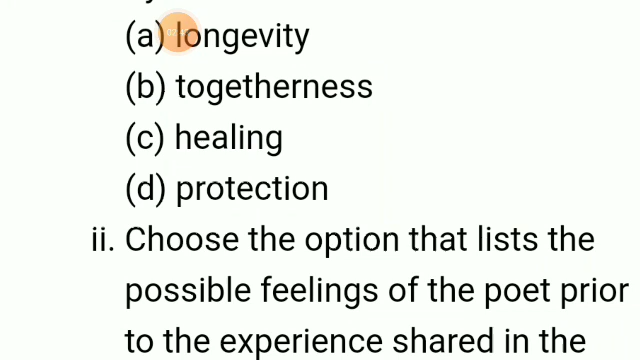 (a) longevity
(b) togetherness
(c) healing
(d) protection
ii. Choose the option that lists the
possible feelings of the poet prior
to the experience shared in the